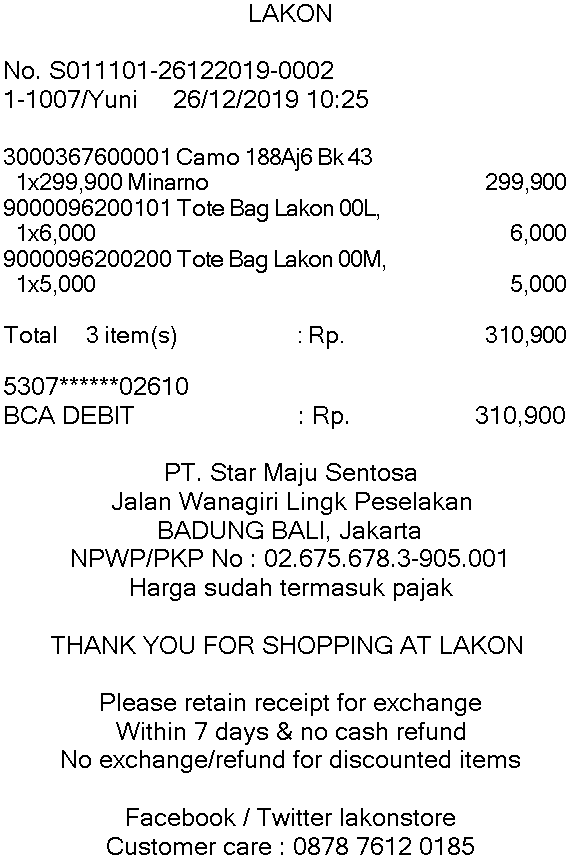 LAKON
No. S011101-26122019-0002
1-1007/Yuni 26/12/2019 10:25
3000367600001 Camo 188Aj6 Bk 43
1x299,900 Minarno 299,900
9000096200101 Tote Bag Lakon 00L,
1x6,000 6,000
9000096200200 Tote Bag Lakon 00M,
1x5,000 5,000
Total 3 item(s) : Rp. 310,900
5307******02610
BCA DEBIT : Rp. 310,900
PT. Star Maju Sentosa
Jalan Wanagiri Lingk Peselakan
BADUNG BALI, Jakarta
NPWP/PKP No : 02.675.678.3-905.001
Harga sudah termasuk pajak
THANK YOU FOR SHOPPING AT LAKON
Please retain receipt for exchange
Within 7 days & no cash refund
No exchange/refund for discounted items
Facebook / Twitter lakonstore
Customer care : 0878 7612 0185